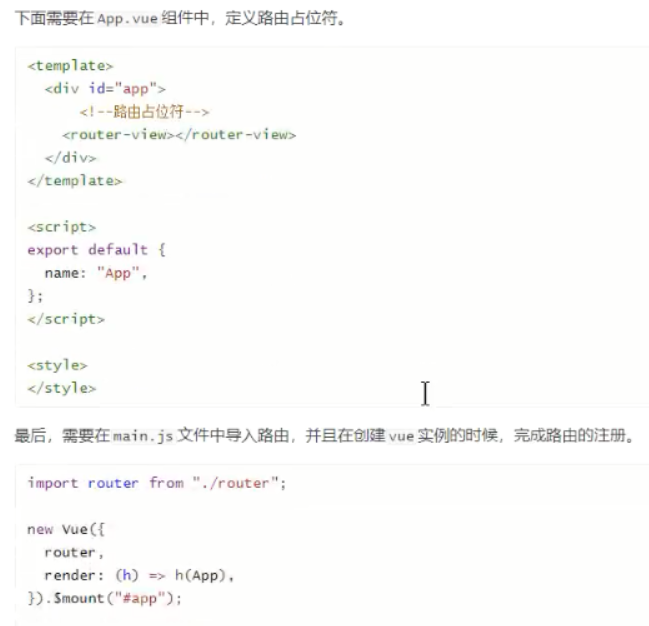 下面需要在App.vue组件中，定义路由占位符。
<template>
  <div id="app">
      <!--路由占位符-->
    <router-view></router-view>
  </div>
</template>
<script>
export default {
  name: "App",
};
</script>
<style>
</style>
最后，需要在main.js文件中导入路由，并且在创建vue实例的时候，完成路由的注册。
import router from "./router";
new Vue({
  router,
  render: (h) => h(App),
}).$mount("#app");